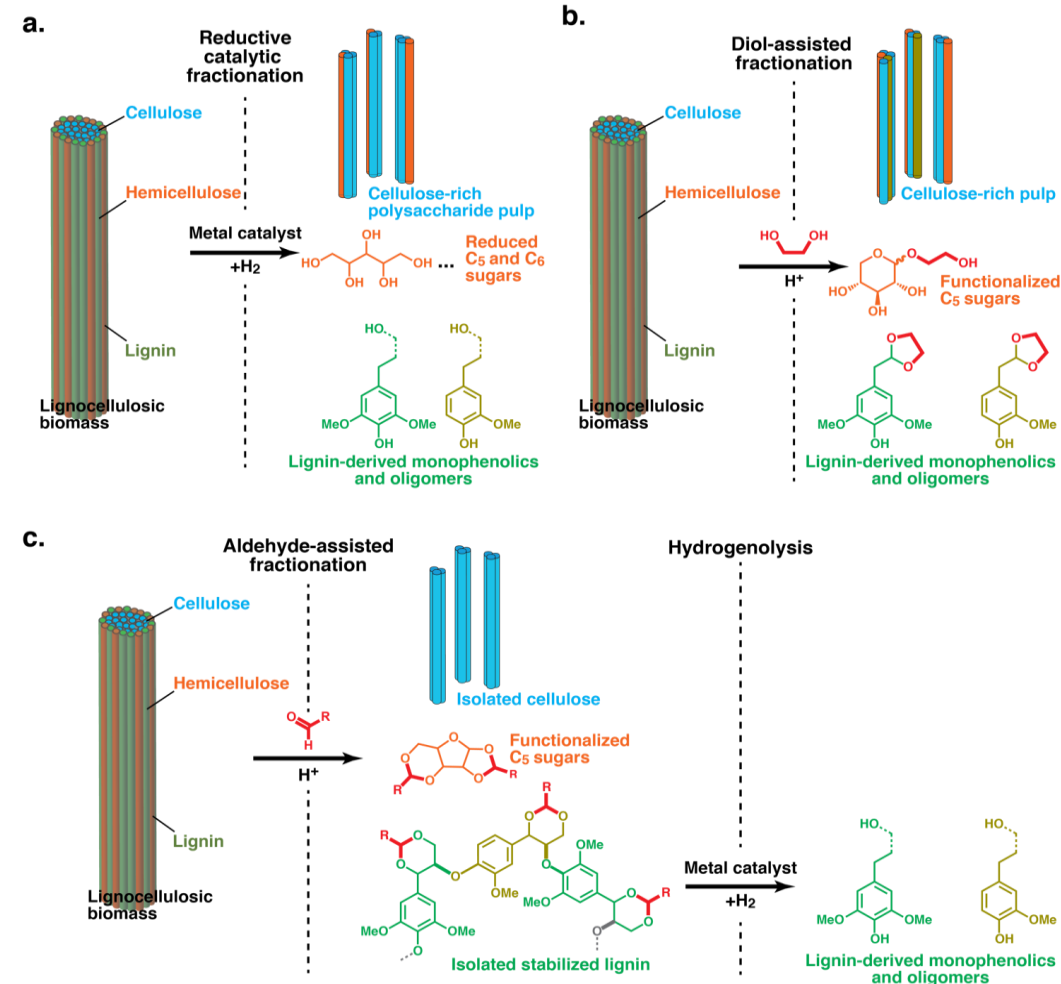 a.
Reductive
catalytic
fractionation
Cellulose
Hemicellulose
Lignin
Lignocellulosic
biomass
Metal catalyst
+H2
Cellulose-rich
polysaccharide pulp
OH
HO
OH
OH
OH
...
Reduced
C5 and C6
sugars
HO
HO
MeO
OMe
OH
OMe
OH
Lignin-derived monophenolics
and oligomers
b.
Diol-assisted
fractionation
Cellulose
Hemicellulose
Lignin
Lignocellulosic
biomass
HO
OH
H+
Cellulose-rich pulp
O
O
OH
HO
OH
OH
Functionalized
C5 sugars
O
O
O
O
MeO
OMe
OH
OMe
OH
Lignin-derived monophenolics
and oligomers
c.
Aldehyde-assisted
fractionation
Cellulose
Hemicellulose
Lignin
Lignocellulosic
biomass
O
R
H
H+
Isolated cellulose
O
O
O
O
O
R
R
Functionalized
C5 sugars
R
O
O
R
O
O
O
OMe
O
OMe
MeO
O
R
O
O
MeO
OMe
O
Isolated stabilized lignin
Hydrogenolysis
Metal catalyst
+H2
HO
HO
MeO
OMe
OH
OMe
OH
Lignin-derived monophenolics
and oligomers